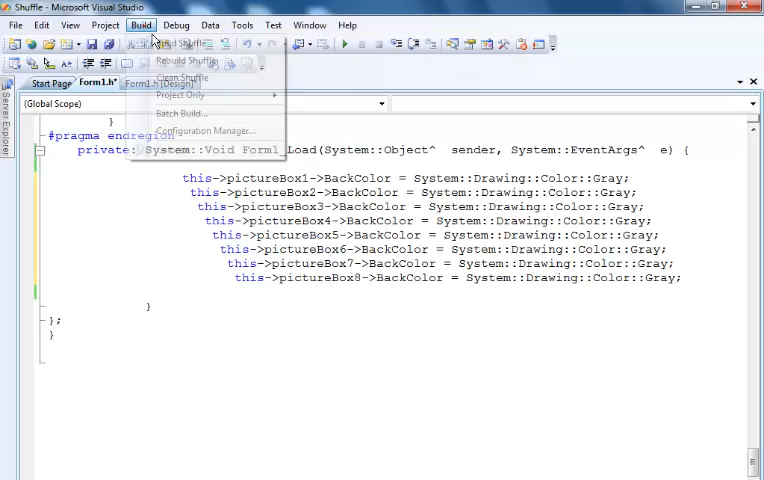 Shuffle - Microsoft Visual Studio
File Edit View Project Build Debug Data Tools Test Window Help
Build Shuffle
Rebuild Shuffle
Clean Shuffle
Project Only
Batch Build...
Configuration Manager...
Server Explorer
Start Page Form1.h* Form1.h [Design]*
(Global Scope)
}
#pragma endregion
private: System::Void Form1_Load(System::Object^ sender, System::EventArgs^ e) {
this->pictureBox1->BackColor = System::Drawing::Color::Gray;
this->pictureBox2->BackColor = System::Drawing::Color::Gray;
this->pictureBox3->BackColor = System::Drawing::Color::Gray;
this->pictureBox4->BackColor = System::Drawing::Color::Gray;
this->pictureBox5->BackColor = System::Drawing::Color::Gray;
this->pictureBox6->BackColor = System::Drawing::Color::Gray;
this->pictureBox7->BackColor = System::Drawing::Color::Gray;
this->pictureBox8->BackColor = System::Drawing::Color::Gray;
}
};
}